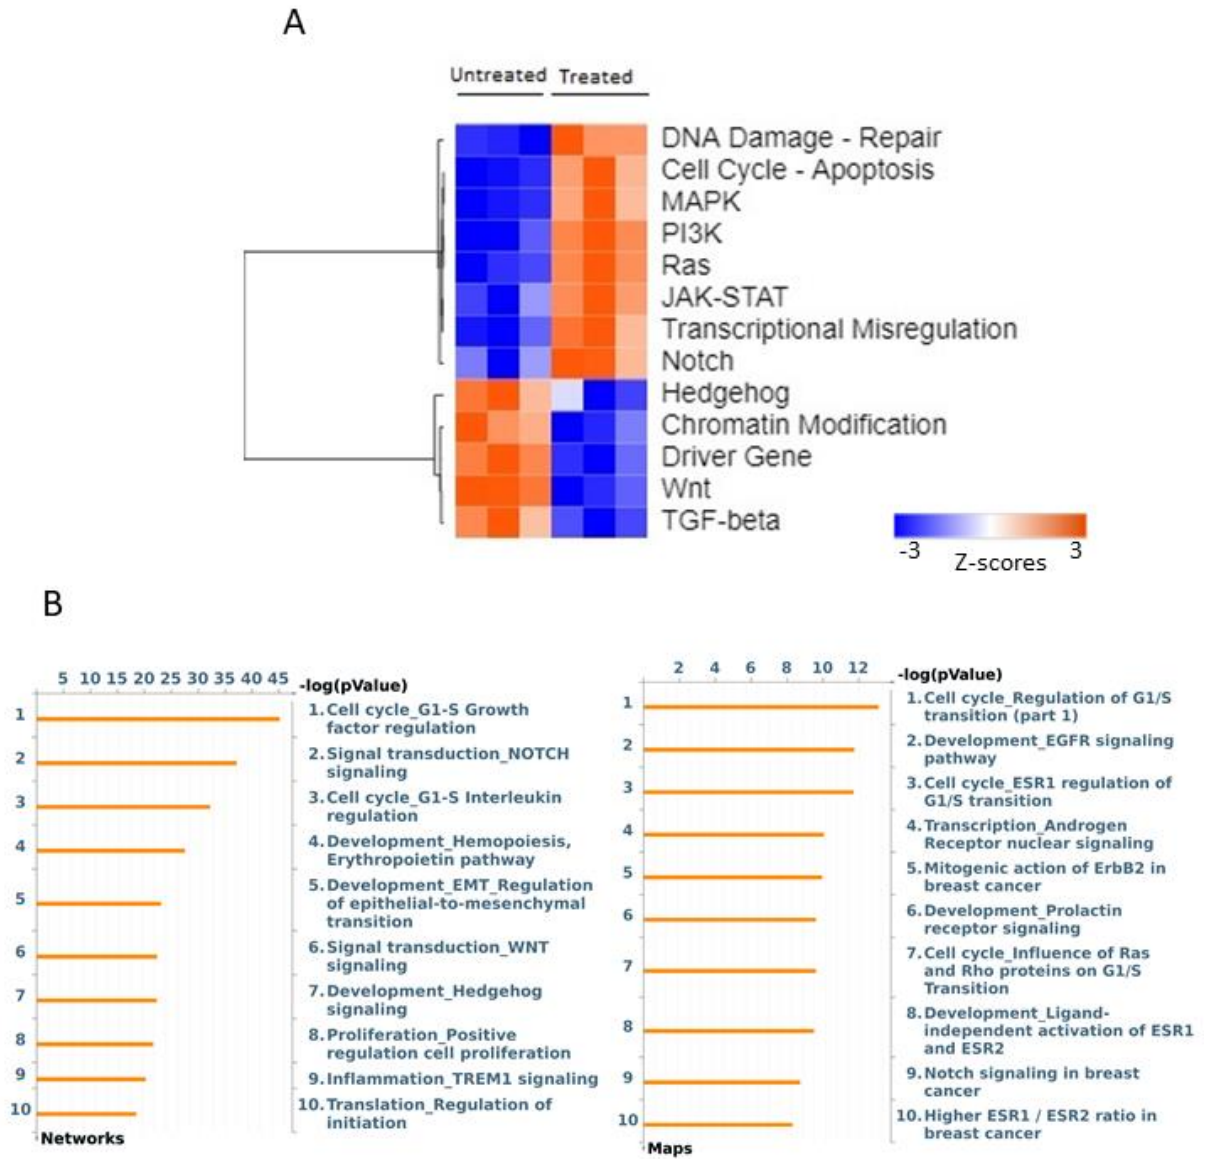 A
Untreated Treated
DNA Damage - Repair
Cell Cycle - Apoptosis
MAPK
PI3K
Ras
JAK-STAT
Transcriptional Misregulation
Notch
Hedgehog
Chromatin Modification
Driver Gene
Wnt
TGF-beta
-3 3
Z-scores
B
5 10 15 20 25 30 35 40 45
-log(pValue)
1
2
3
4
5
6
7
8
9
10
Networks
1. Cell cycle_G1-S Growth
factor regulation
2. Signal transduction_NOTCH
signaling
3. Cell cycle_G1-S Interleukin
regulation
4. Development_Hemopoiesis,
Erythropoietin pathway
5. Development_EMT_Regulation
of epithelial-to-mesenchymal
transition
6. Signal transduction_WNT
signaling
7. Development_Hedgehog
signaling
8. Proliferation_Positive
regulation cell proliferation
9. Inflammation_TREM1 signaling
10. Translation_Regulation of
initiation
2 4 6 8 10 12
-log(pValue)
1
2
3
4
5
6
7
8
9
10
Maps
1. Cell cycle_Regulation of G1/S
transition (part 1)
2. Development_EGFR signaling
pathway
3. Cell cycle_ESR1 regulation of
G1/S transition
4. Transcription_Androgen
Receptor nuclear signaling
5. Mitogenic action of ErbB2 in
breast cancer
6. Development_Prolactin
receptor signaling
7. Cell cycle_Influence of Ras
and Rho proteins on G1/S
Transition
8. Development_Ligand-
independent activation of ESR1
and ESR2
9. Notch signaling in breast
cancer
10. Higher ESR1 / ESR2 ratio in
breast cancer